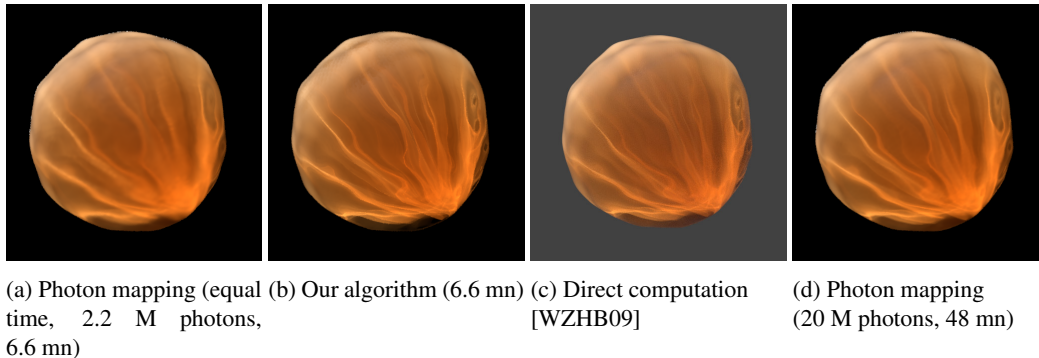 (a) Photon mapping (equal
time, 2.2 M photons,
6.6 mn)
(b) Our algorithm (6.6 mn)
(c) Direct computation
[WZHB09]
(d) Photon mapping
(20 M photons, 48 mn)